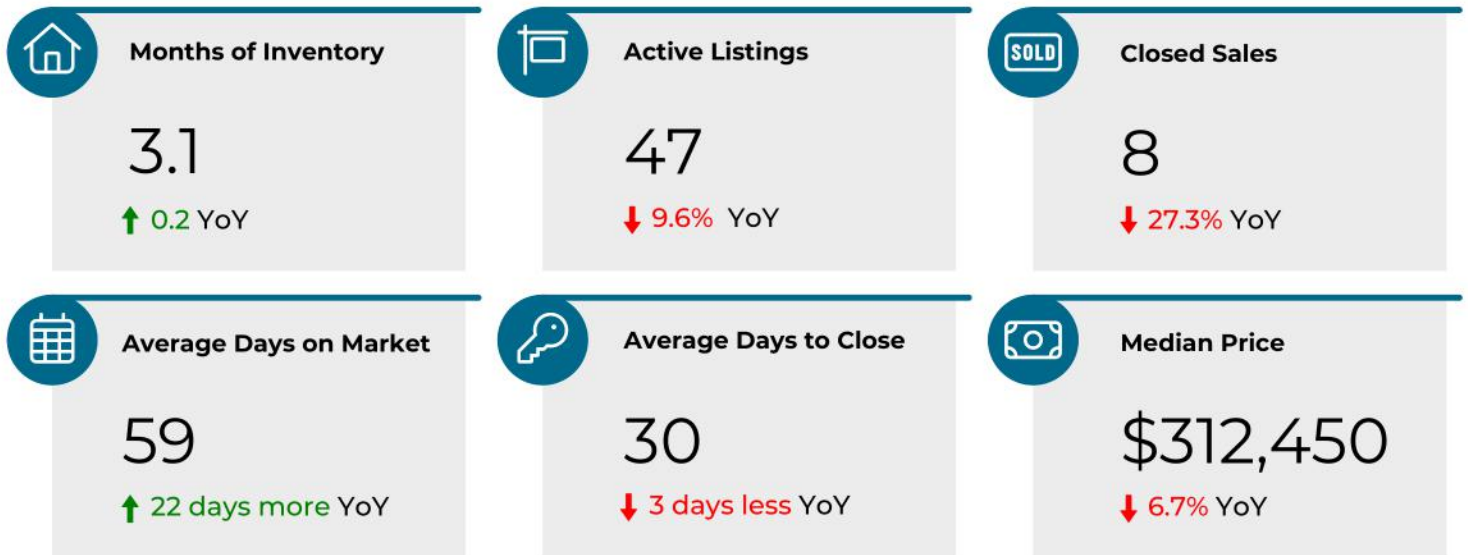 Months of Inventory
3.1
↑ 0.2 YoY
Active Listings
47
↓ 9.6% YoY
SOLD
Closed Sales
8
↓ 27.3% YoY
Average Days on Market
59
↑ 22 days more YoY
Average Days to Close
30
↓ 3 days less YoY
Median Price
$312,450
↓ 6.7% YoY